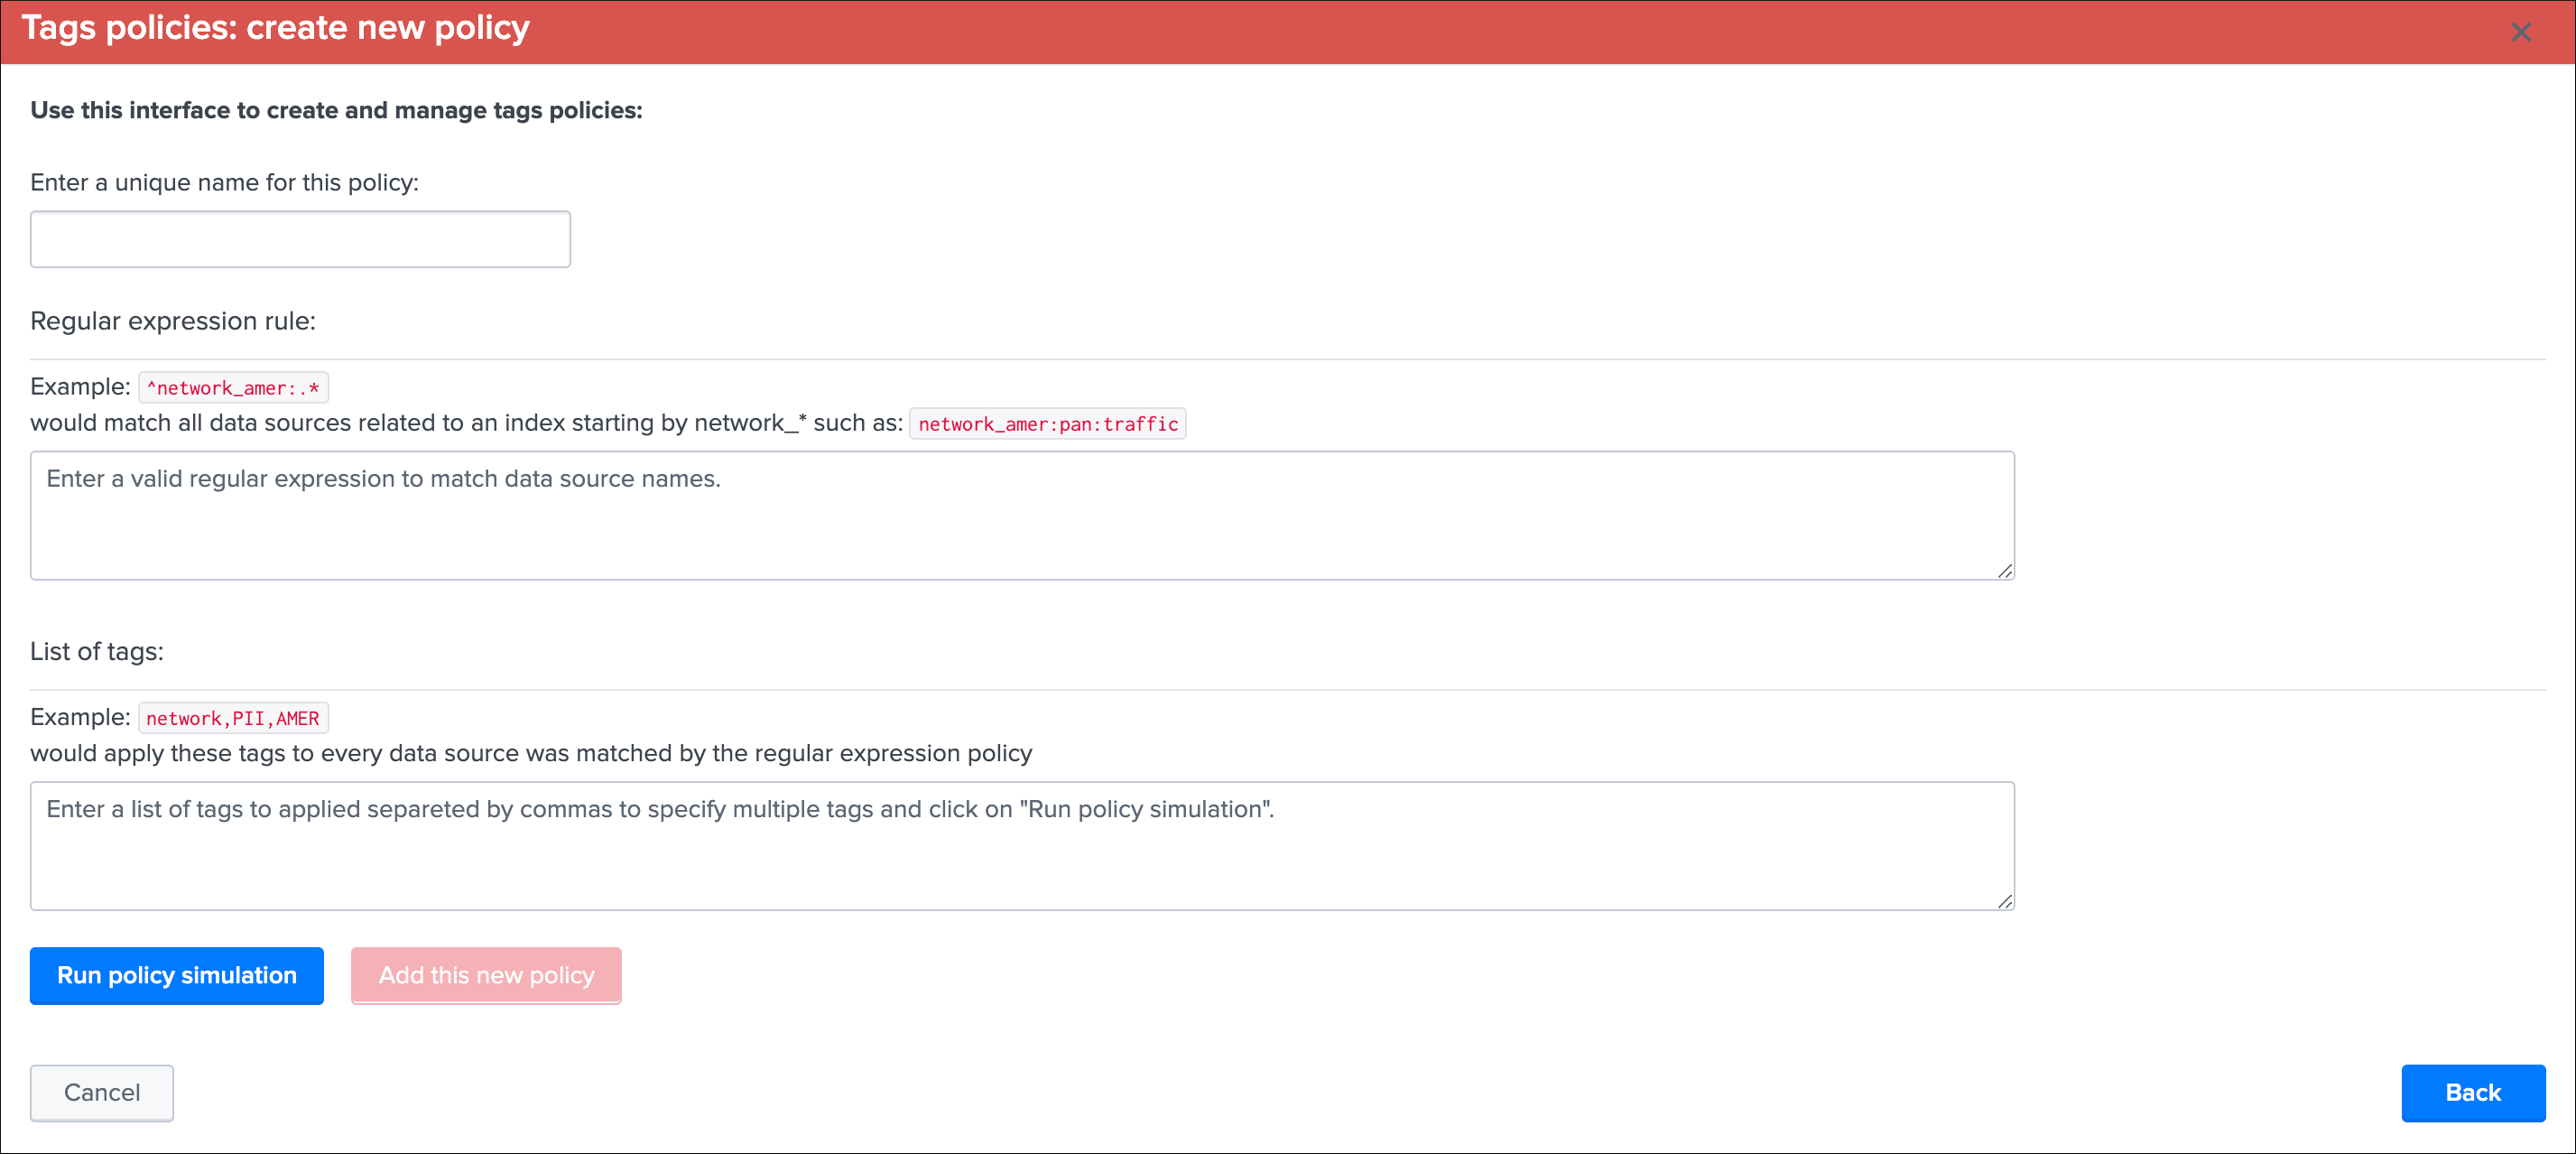 Tags policies: create new policy
Use this interface to create and manage tags policies:
Enter a unique name for this policy:
Regular expression rule:
Example: ^network_amer:.*
would match all data sources related to an index starting by network_* such as: network_amer:pan:traffic
Enter a valid regular expression to match data source names.
List of tags:
Example: network,PII,AMER
would apply these tags to every data source was matched by the regular expression policy
Enter a list of tags to applied separeted by commas to specify multiple tags and click on "Run policy simulation".
Run policy simulation Add this new policy
Cancel Back